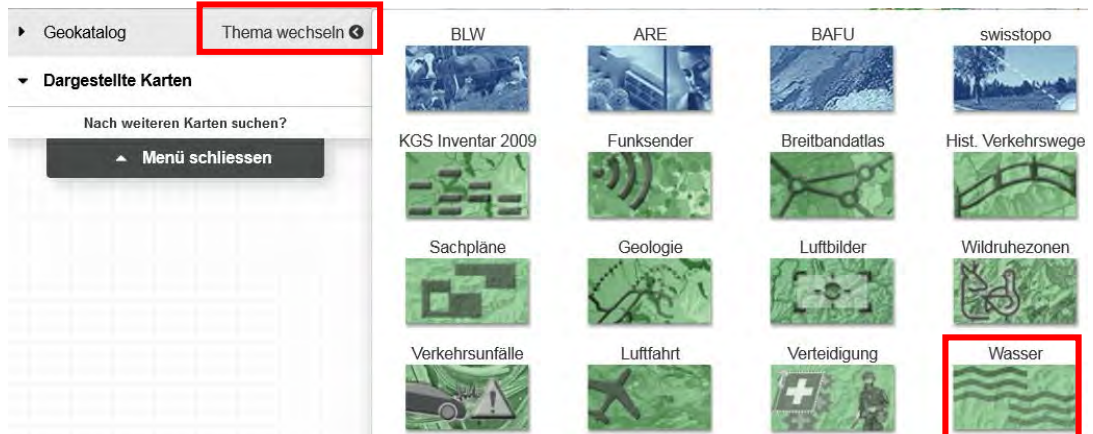 Geokatalog
Thema wechseln
Dargestellte Karten
Nach weiteren Karten suchen?
Menü schliessen
BLW
ARE
BAFU
swisstopo
KGS Inventar 2009
Funksender
Breitbandatlas
Hist. Verkehrswege
Sachpläne
Geologie
Luftbilder
Wildruhezonen
Verkehrsunfälle
Luftfahrt
Verteidigung
Wasser